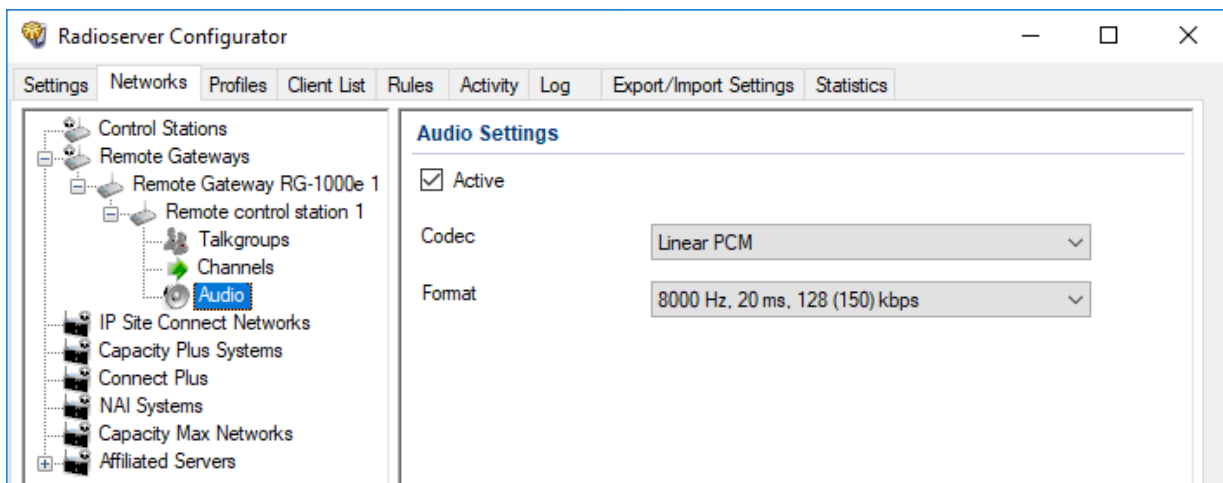 Radioserver Configurator
Settings Networks Profiles Client List Rules Activity Log Export/Import Settings Statistics
Control Stations
Remote Gateways
Remote Gateway RG-1000e 1
Remote control station 1
Talkgroups
Channels
Audio
IP Site Connect Networks
Capacity Plus Systems
Connect Plus
NAI Systems
Capacity Max Networks
Affiliated Servers
Audio Settings
Active
Codec Linear PCM
Format 8000 Hz, 20 ms, 128 (150) kbps